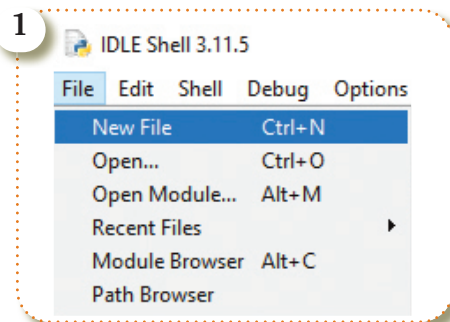 1
IDLE Shell 3.11.5
File Edit Shell Debug Options
New File Ctrl+N
Open... Ctrl+O
Open Module... Alt+M
Recent Files
Module Browser Alt+C
Path Browser